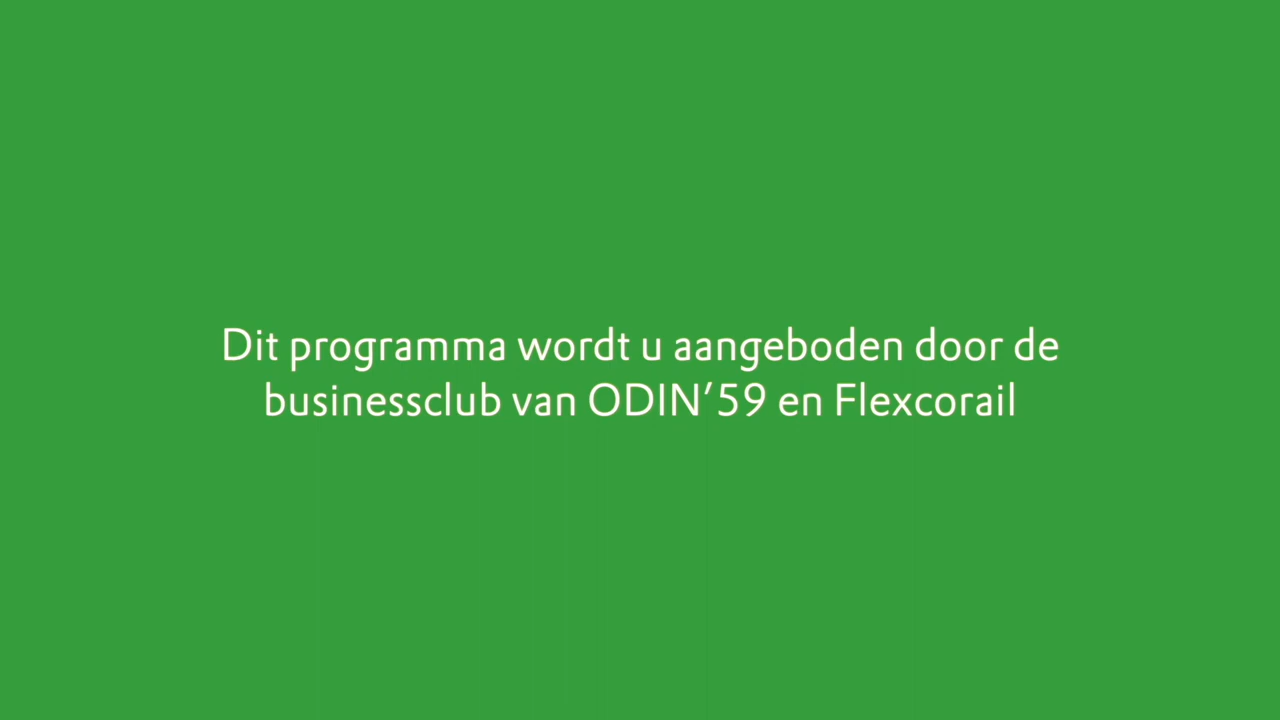 Dit programma wordt u aangeboden door de
businessclub van ODIN’59 en Flexcorail